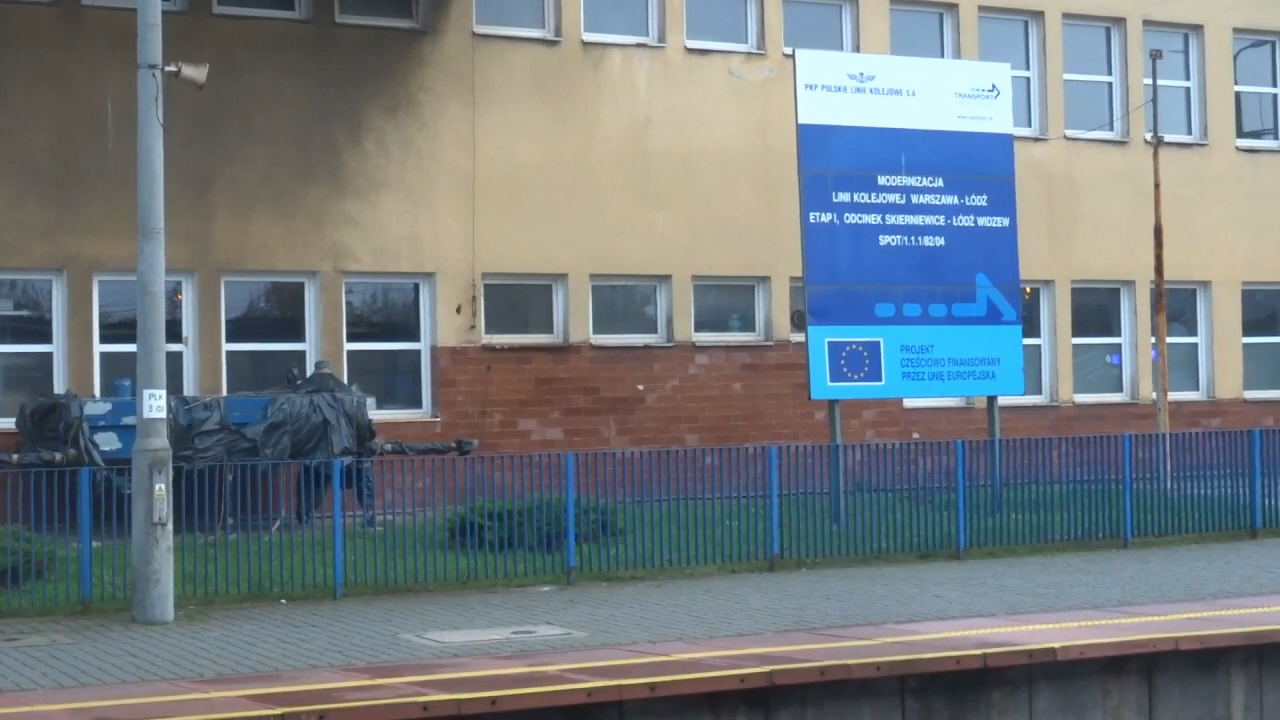 PKP POLSKIE LINIE KOLEJOWE S.A
TRANSPORT
MODERNIZACJA
LINII KOLEJOWEJ WARSZAWA - ŁÓDŹ
ETAP I, ODCINEK SKIERNIEWICE - ŁÓDŹ WIDZEW
SPOT/1.1.1/82/04
PROJEKT
CZĘŚCIOWO FINANSOWANY
PRZEZ UNIĘ EUROPEJSKĄ
PLK